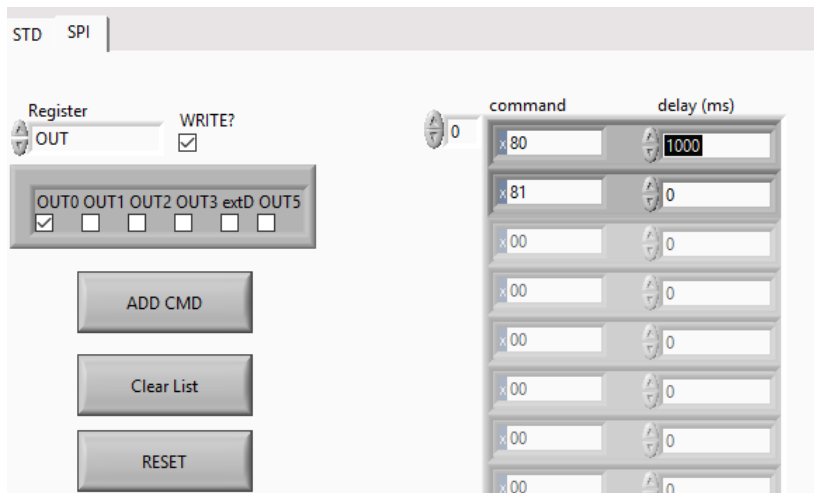 STD SPI
Register
WRITE?
OUT
OUT0 OUT1 OUT2 OUT3 extD OUT5
ADD CMD
Clear List
RESET
command delay (ms)
0
x 80 1000
x 81 0
x 00 0
x 00 0
x 00 0
x 00 0
x 00 0
x 00 0